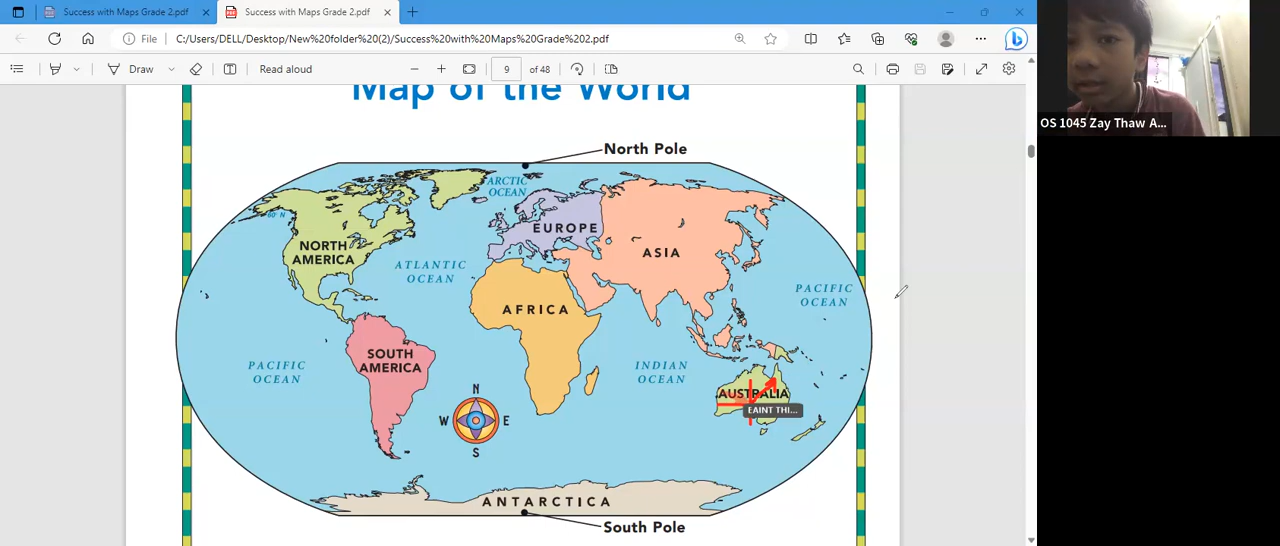 Success with Maps Grade 2.pdf
Success with Maps Grade 2.pdf
File
C:/Users/DELL/Desktop/New%20folder%20(2)/Success%20with%20Maps%20Grade%202.pdf
Draw
Read aloud
9 of 48
OS 1045 Zay Thaw A...
Map of the World
North Pole
ARCTIC
OCEAN
60° N
EUROPE
NORTH
AMERICA
ASIA
ATLANTIC
OCEAN
PACIFIC
OCEAN
AFRICA
SOUTH
AMERICA
PACIFIC
OCEAN
INDIAN
OCEAN
N
W E
S
AUSTRALIA
EAINT THI...
ANTARCTICA
South Pole